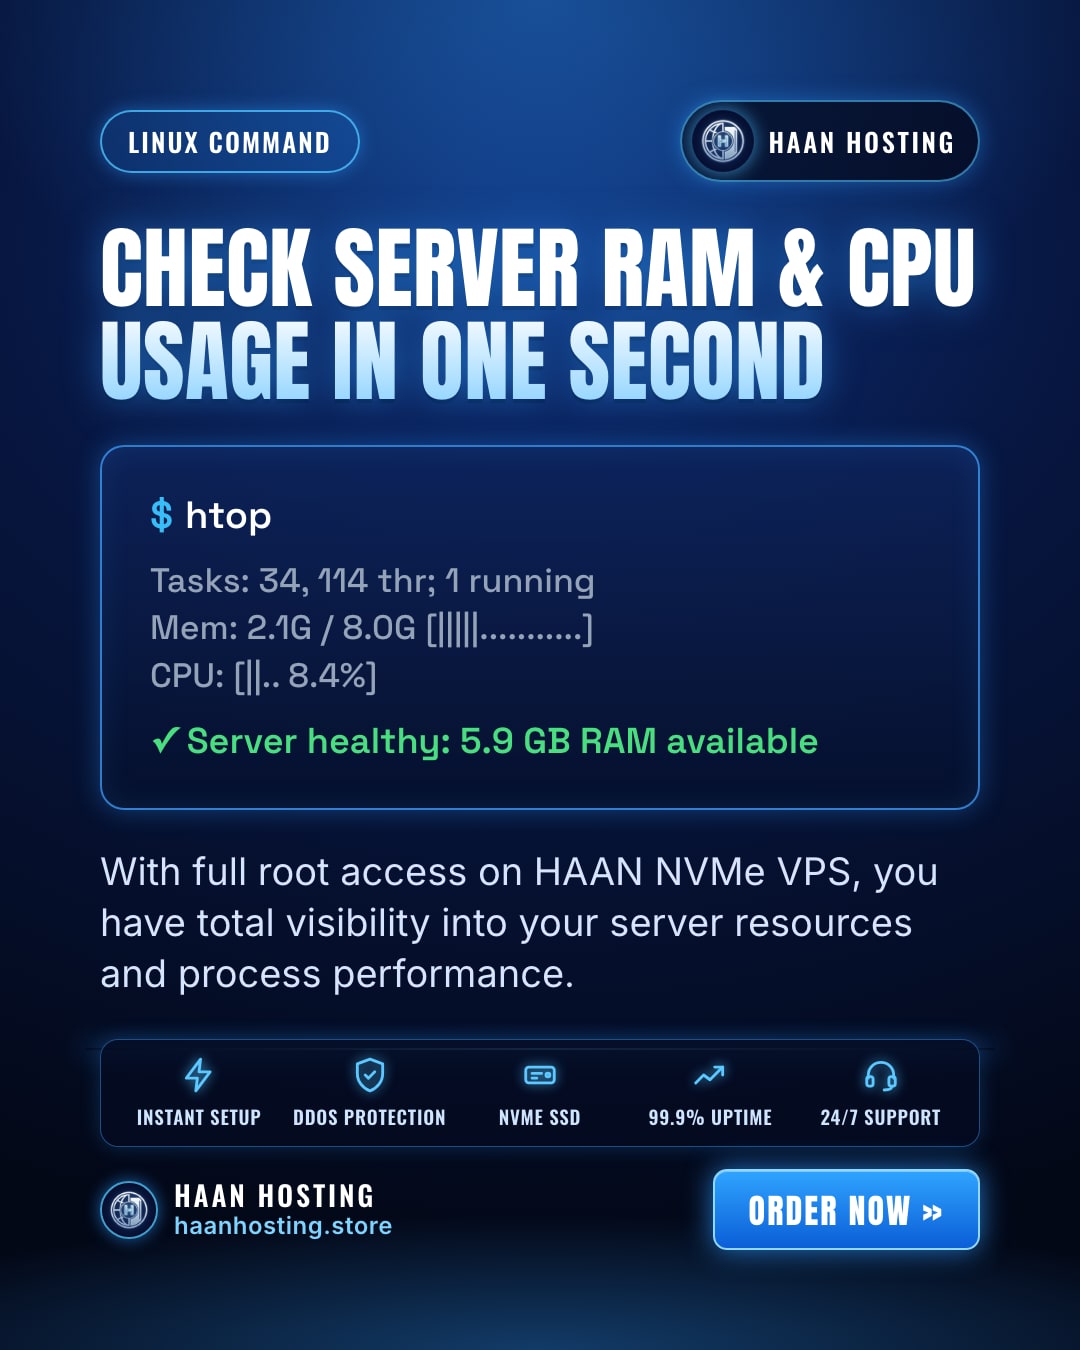 LINUX COMMAND
HAAN HOSTING
CHECK SERVER RAM & CPU
USAGE IN ONE SECOND
$ htop
Tasks: 34, 114 thr; 1 running
Mem: 2.1G / 8.0G [|||||...........]
CPU: [||.. 8.4%]
✓ Server healthy: 5.9 GB RAM available
With full root access on HAAN NVMe VPS, you
have total visibility into your server resources
and process performance.
INSTANT SETUP
DDOS PROTECTION
NVME SSD
99.9% UPTIME
24/7 SUPPORT
HAAN HOSTING
haanhosting.store
ORDER NOW »